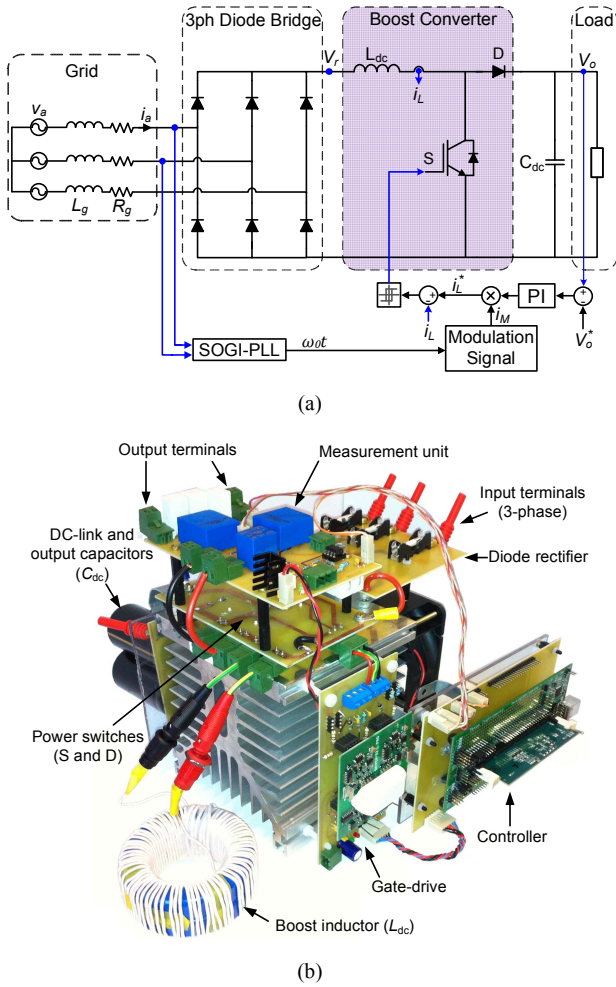 3ph Diode Bridge
Boost Converter
Load
Grid
V_r
L_dc
D
V_o
v_a
i_a
i_L
S
C_dc
L_g
R_g
i_L^*
PI
i_L
i_M
V_o^*
SOGI-PLL
ω₀t
Modulation
Signal
(a)
Output terminals
Measurement unit
Input terminals
(3-phase)
DC-link and
output capacitors
(C_dc)
Diode rectifier
Power switches
(S and D)
Controller
Gate-drive
Boost inductor (L_dc)
(b)